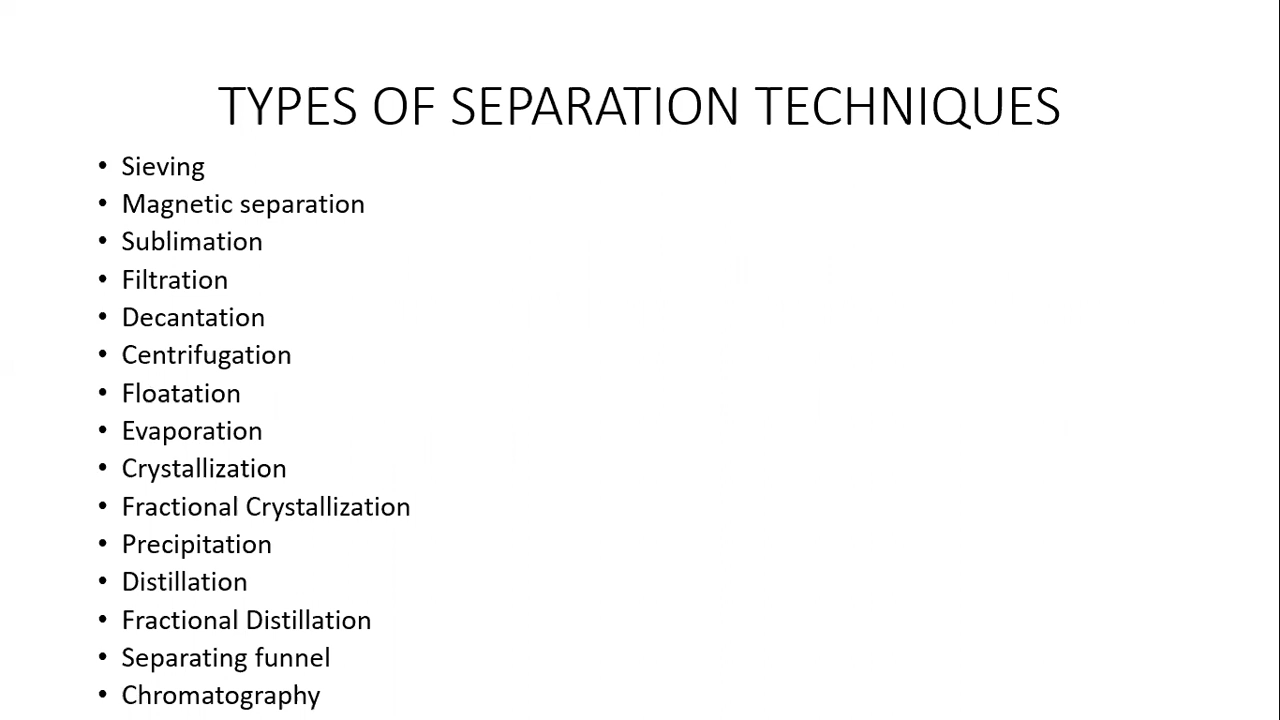 TYPES OF SEPARATION TECHNIQUES
• Sieving
• Magnetic separation
• Sublimation
• Filtration
• Decantation
• Centrifugation
• Floatation
• Evaporation
• Crystallization
• Fractional Crystallization
• Precipitation
• Distillation
• Fractional Distillation
• Separating funnel
• Chromatography